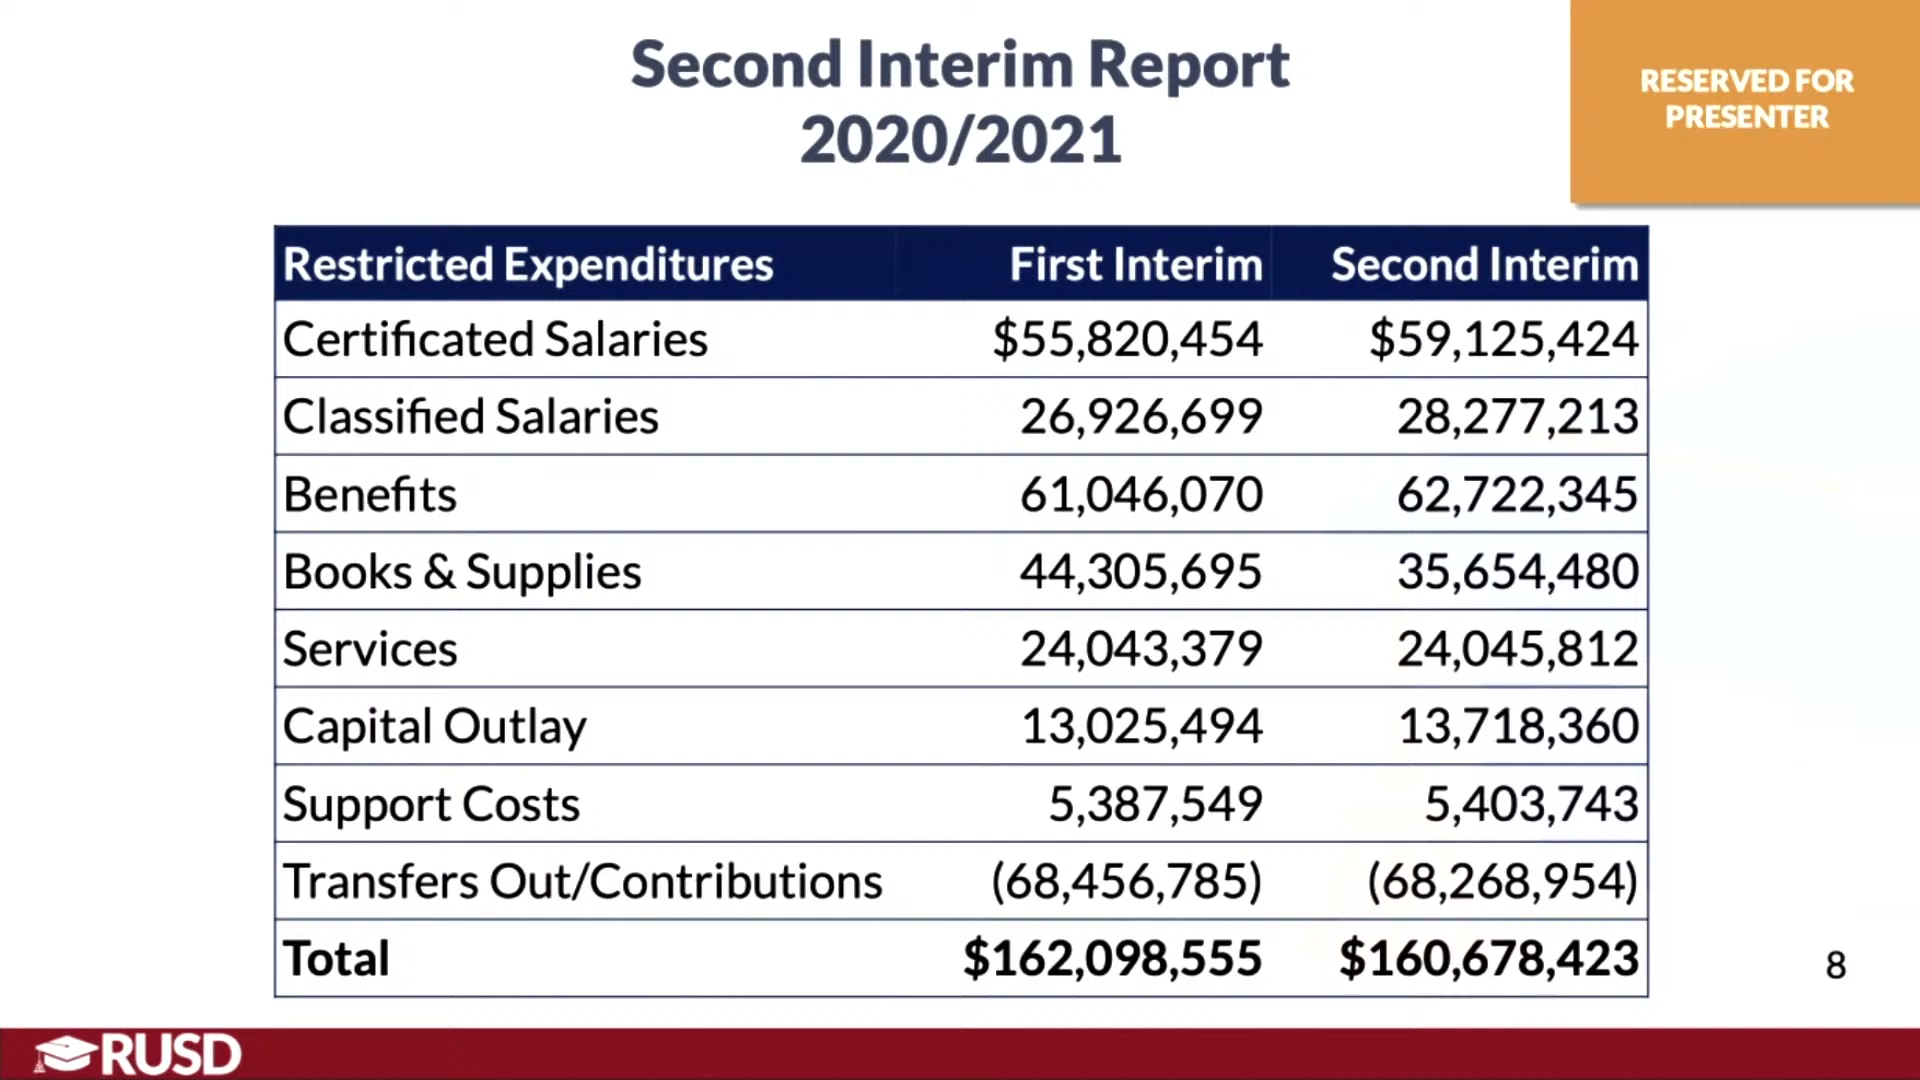 Second Interim Report
2020/2021
RESERVED FOR
PRESENTER
Restricted Expenditures First Interim Second Interim
Certificated Salaries $55,820,454 $59,125,424
Classified Salaries 26,926,699 28,277,213
Benefits 61,046,070 62,722,345
Books & Supplies 44,305,695 35,654,480
Services 24,043,379 24,045,812
Capital Outlay 13,025,494 13,718,360
Support Costs 5,387,549 5,403,743
Transfers Out/Contributions (68,456,785) (68,268,954)
Total $162,098,555 $160,678,423
8
RUSD